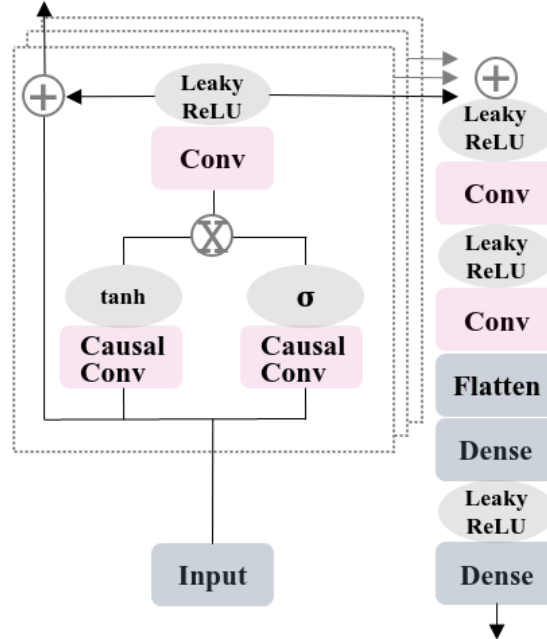 Leaky
ReLU
Conv
X
tanh
σ
Causal
Conv
Causal
Conv
Input
Leaky
ReLU
Conv
Leaky
ReLU
Conv
Flatten
Dense
Leaky
ReLU
Dense